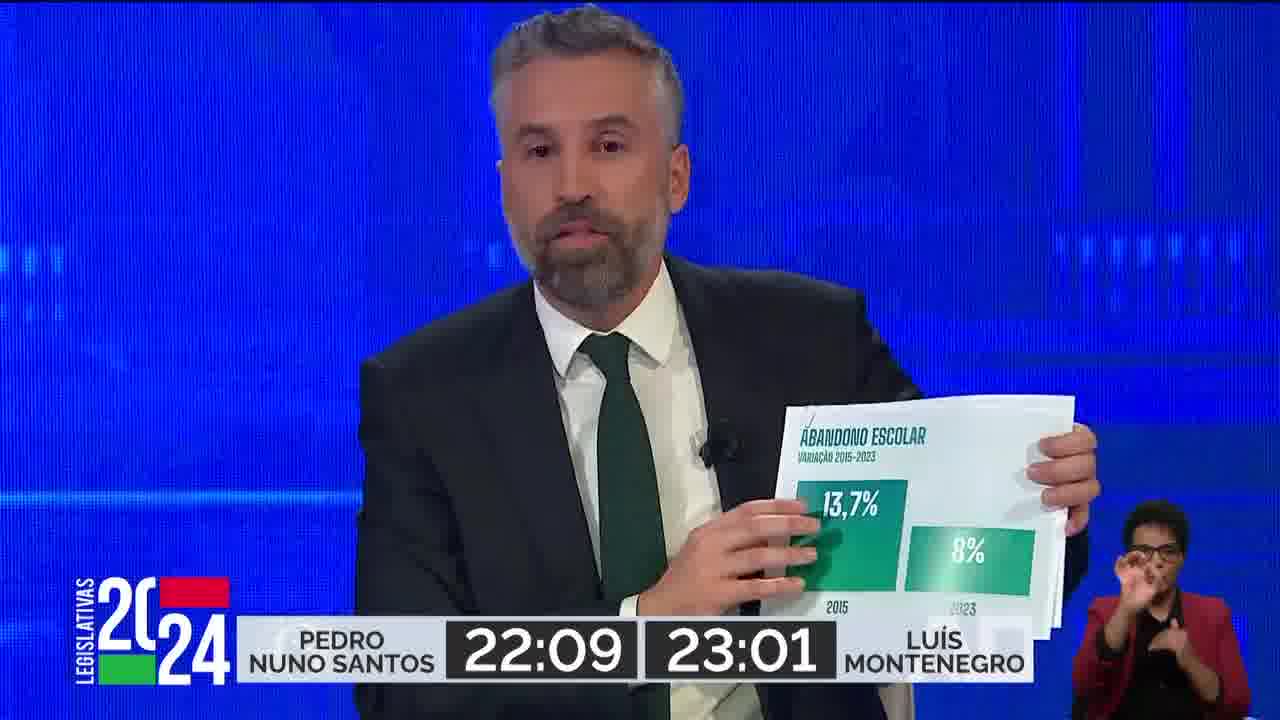 ABANDONO ESCOLAR
VARIAÇÃO 2015-2023
13,7%
8%
2015
2023
LEGISLATIVAS
2024
PEDRO
NUNO SANTOS
22:09
23:01
LUÍS
MONTENEGRO